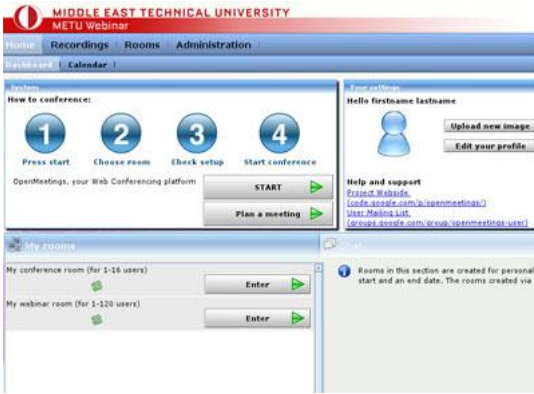 MIDDLE EAST TECHNICAL UNIVERSITY
METU Webinar
Home Recordings Rooms Administration
Dashboard Calendar
System
How to conference:
1 2 3 4
Press start Choose room Check setup Start conference
OpenMeetings, your Web Conferencing platform
START
Plan a meeting
Your settings
Hello firstname lastname
Upload new image
Edit your profile
Help and support
Project Webside
(code.google.com/p/openmeetings/)
User Mailing List
(groups.google.com/group/openmeetings-user)
My rooms
My conference room (for 1-16 users)
Enter
My webinar room (for 1-120 users)
Enter
Chat
Rooms in this section are created for personal
start and an end date. The rooms created via